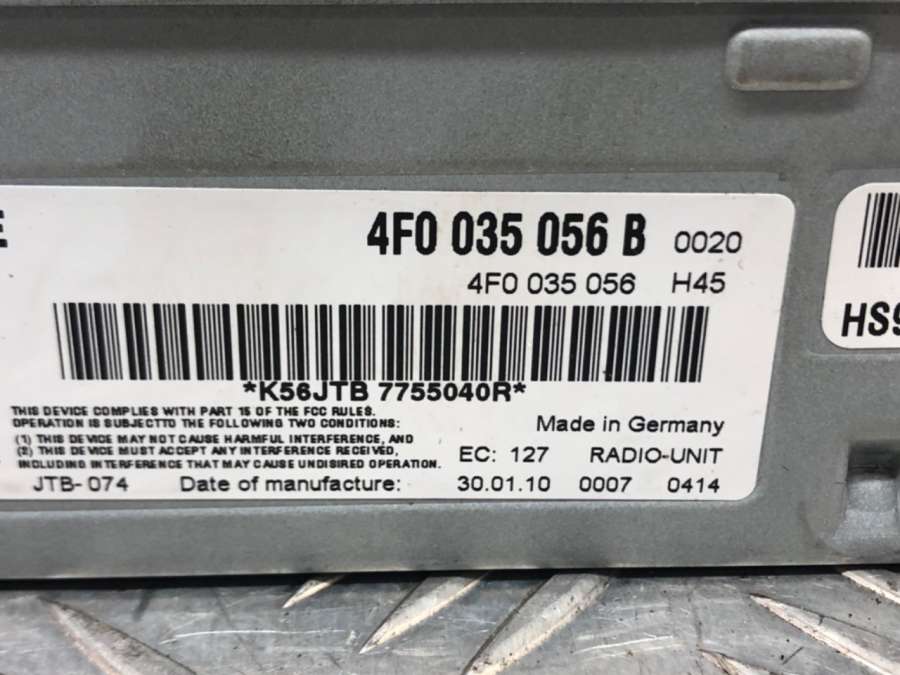 E
4F0 035 056 B 0020
4F0 035 056 H45
*K56JTB 7755040R*
HS9
THIS DEVICE COMPLIES WITH PART 15 OF THE FCC RULES.
OPERATION IS SUBJECTTO THE FOLLOWING TWO CONDITIONS:
(1) THIS DEVICE MAY NOT CAUSE HARMFUL INTERFERENCE, AND
(2) THIS DEVICE MUST ACCEPT ANY INTERFERENCE RECEIVED,
INCLUDING INTERFERENCE THAT MAY CAUSE UNDISIRED OPERATION.
Made in Germany
EC: 127 RADIO-UNIT
JTB-074 Date of manufacture: 30.01.10 0007 0414